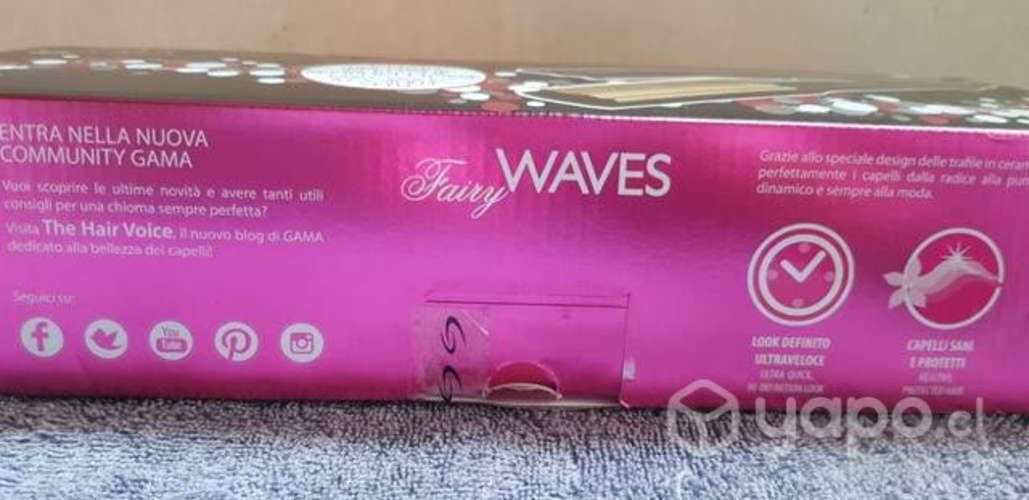 ENTRA NELLA NUOVA
COMMUNITY GAMA
Vuoi scoprire le ultime novità e avere tanti utili
consigli per una chioma sempre perfetta?
Visita The Hair Voice, il nuovo blog di GAMA
dedicato alla bellezza dei capelli!
Seguici su:
You
Tube
Fairy WAVES
Grazie allo speciale design delle trafile in
perfettamente i capelli dalla radice alla
dinamico e sempre alla moda.
LOOK DEFINITO
ULTRAVELOCE
ULTRA QUICK,
HI-DEFINITION LOOK
CAPELLI SANI
E PROTETTI
HEALTHY,
PROTECTED HAIR
yapo.cl